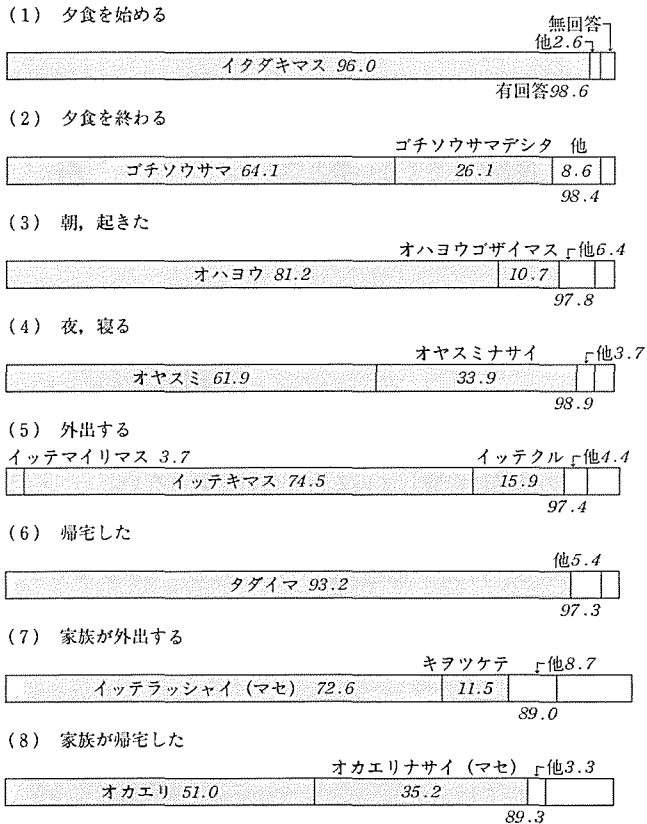 (1) 夕食を始める
無回答
他2.6
イタダキマス 96.0
有回答98.6
(2) 夕食を終わる
ゴチソウサマデシタ 他
ゴチソウサマ 64.1 26.1 8.6
98.4
(3) 朝，起きた
オハヨウゴザイマス 他6.4
オハヨウ 81.2 10.7
97.8
(4) 夜，寝る
オヤスミナサイ 他3.7
オヤスミ 61.9 33.9
98.9
(5) 外出する
イッテマイリマス 3.7 イッテクル 他4.4
イッテキマス 74.5 15.9
97.4
(6) 帰宅した
他5.4
タダイマ 93.2
97.3
(7) 家族が外出する
キヲツケテ 他8.7
イッテラッシャイ (マセ) 72.6 11.5
89.0
(8) 家族が帰宅した
オカエリナサイ (マセ) 他3.3
オカエリ 51.0 35.2
89.3